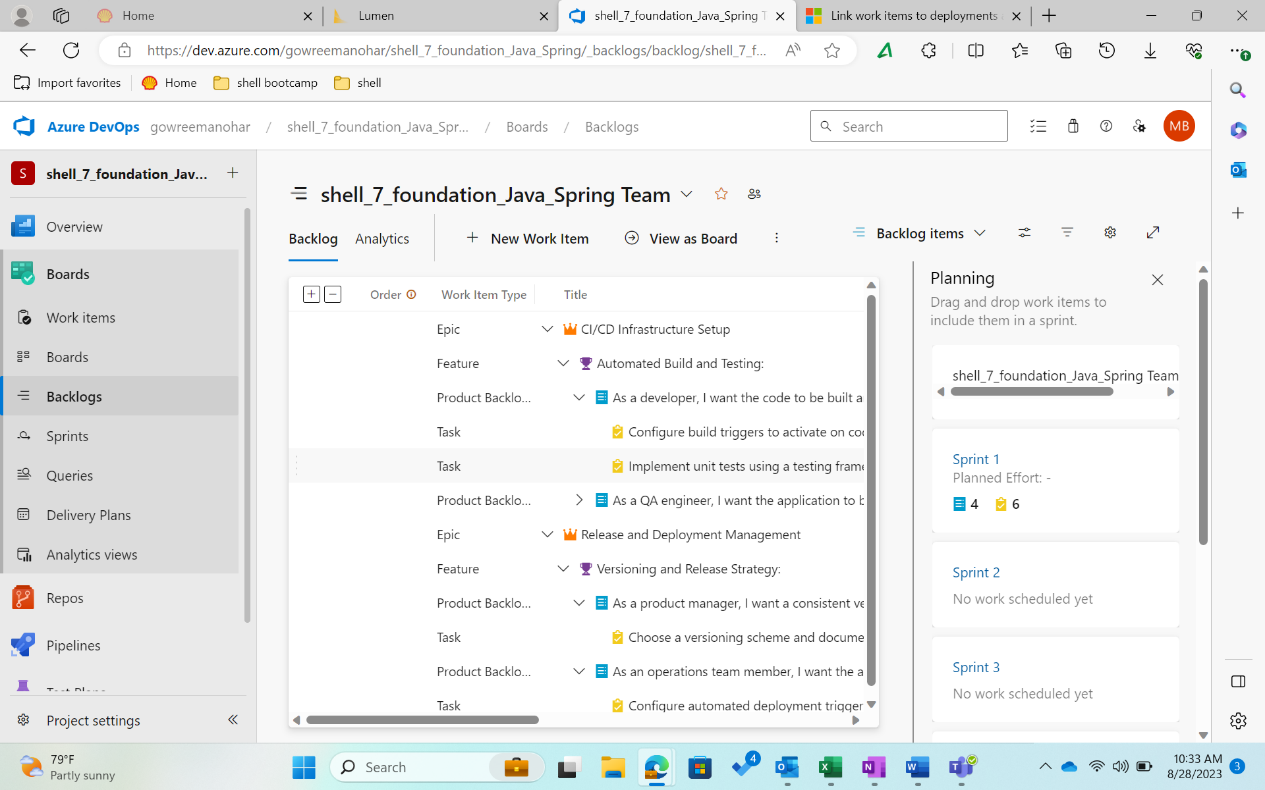 Home
Lumen
shell_7_foundation_Java_Spring T
Link work items to deployments
https://dev.azure.com/gowreemanohar/shell_7_foundation_Java_Spring/_backlogs/backlog/shell_7_f...
Import favorites
Home
shell bootcamp
shell
Azure DevOps
gowreemanohar / shell_7_foundation_Java_Spr... / Boards / Backlogs
Search
MB
S
shell_7_foundation_Jav...
Overview
Boards
Work items
Boards
Backlogs
Sprints
Queries
Delivery Plans
Analytics views
Repos
Pipelines
Test Plans
Project settings
shell_7_foundation_Java_Spring Team
Backlog
Analytics
New Work Item
View as Board
Backlog items
Order
Work Item Type
Title
Epic CI/CD Infrastructure Setup
Feature Automated Build and Testing:
Product Backlo... As a developer, I want the code to be built a
Task Configure build triggers to activate on co
Task Implement unit tests using a testing frame
Product Backlo... As a QA engineer, I want the application to b
Epic Release and Deployment Management
Feature Versioning and Release Strategy:
Product Backlo... As a product manager, I want a consistent ve
Task Choose a versioning scheme and docume
Product Backlo... As an operations team member, I want the a
Task Configure automated deployment trigger
Planning
Drag and drop work items to
include them in a sprint.
shell_7_foundation_Java_Spring Team
Sprint 1
Planned Effort: -
4 6
Sprint 2
No work scheduled yet
Sprint 3
No work scheduled yet
79°F
Partly sunny
Search
4
10:33 AM
8/28/2023
3